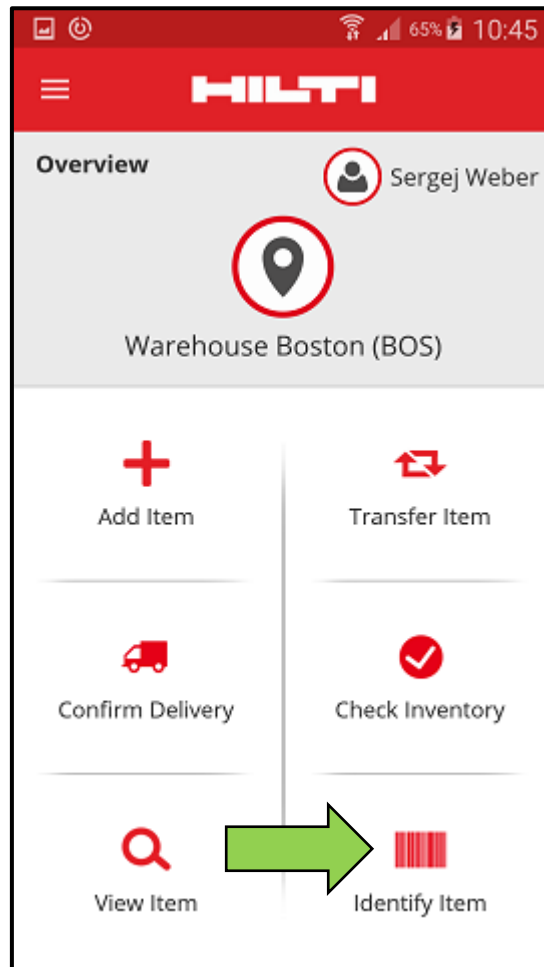 65% 10:45
HILTI
Overview
Sergej Weber
Warehouse Boston (BOS)
Add Item
Transfer Item
Confirm Delivery
Check Inventory
View Item
Identify Item